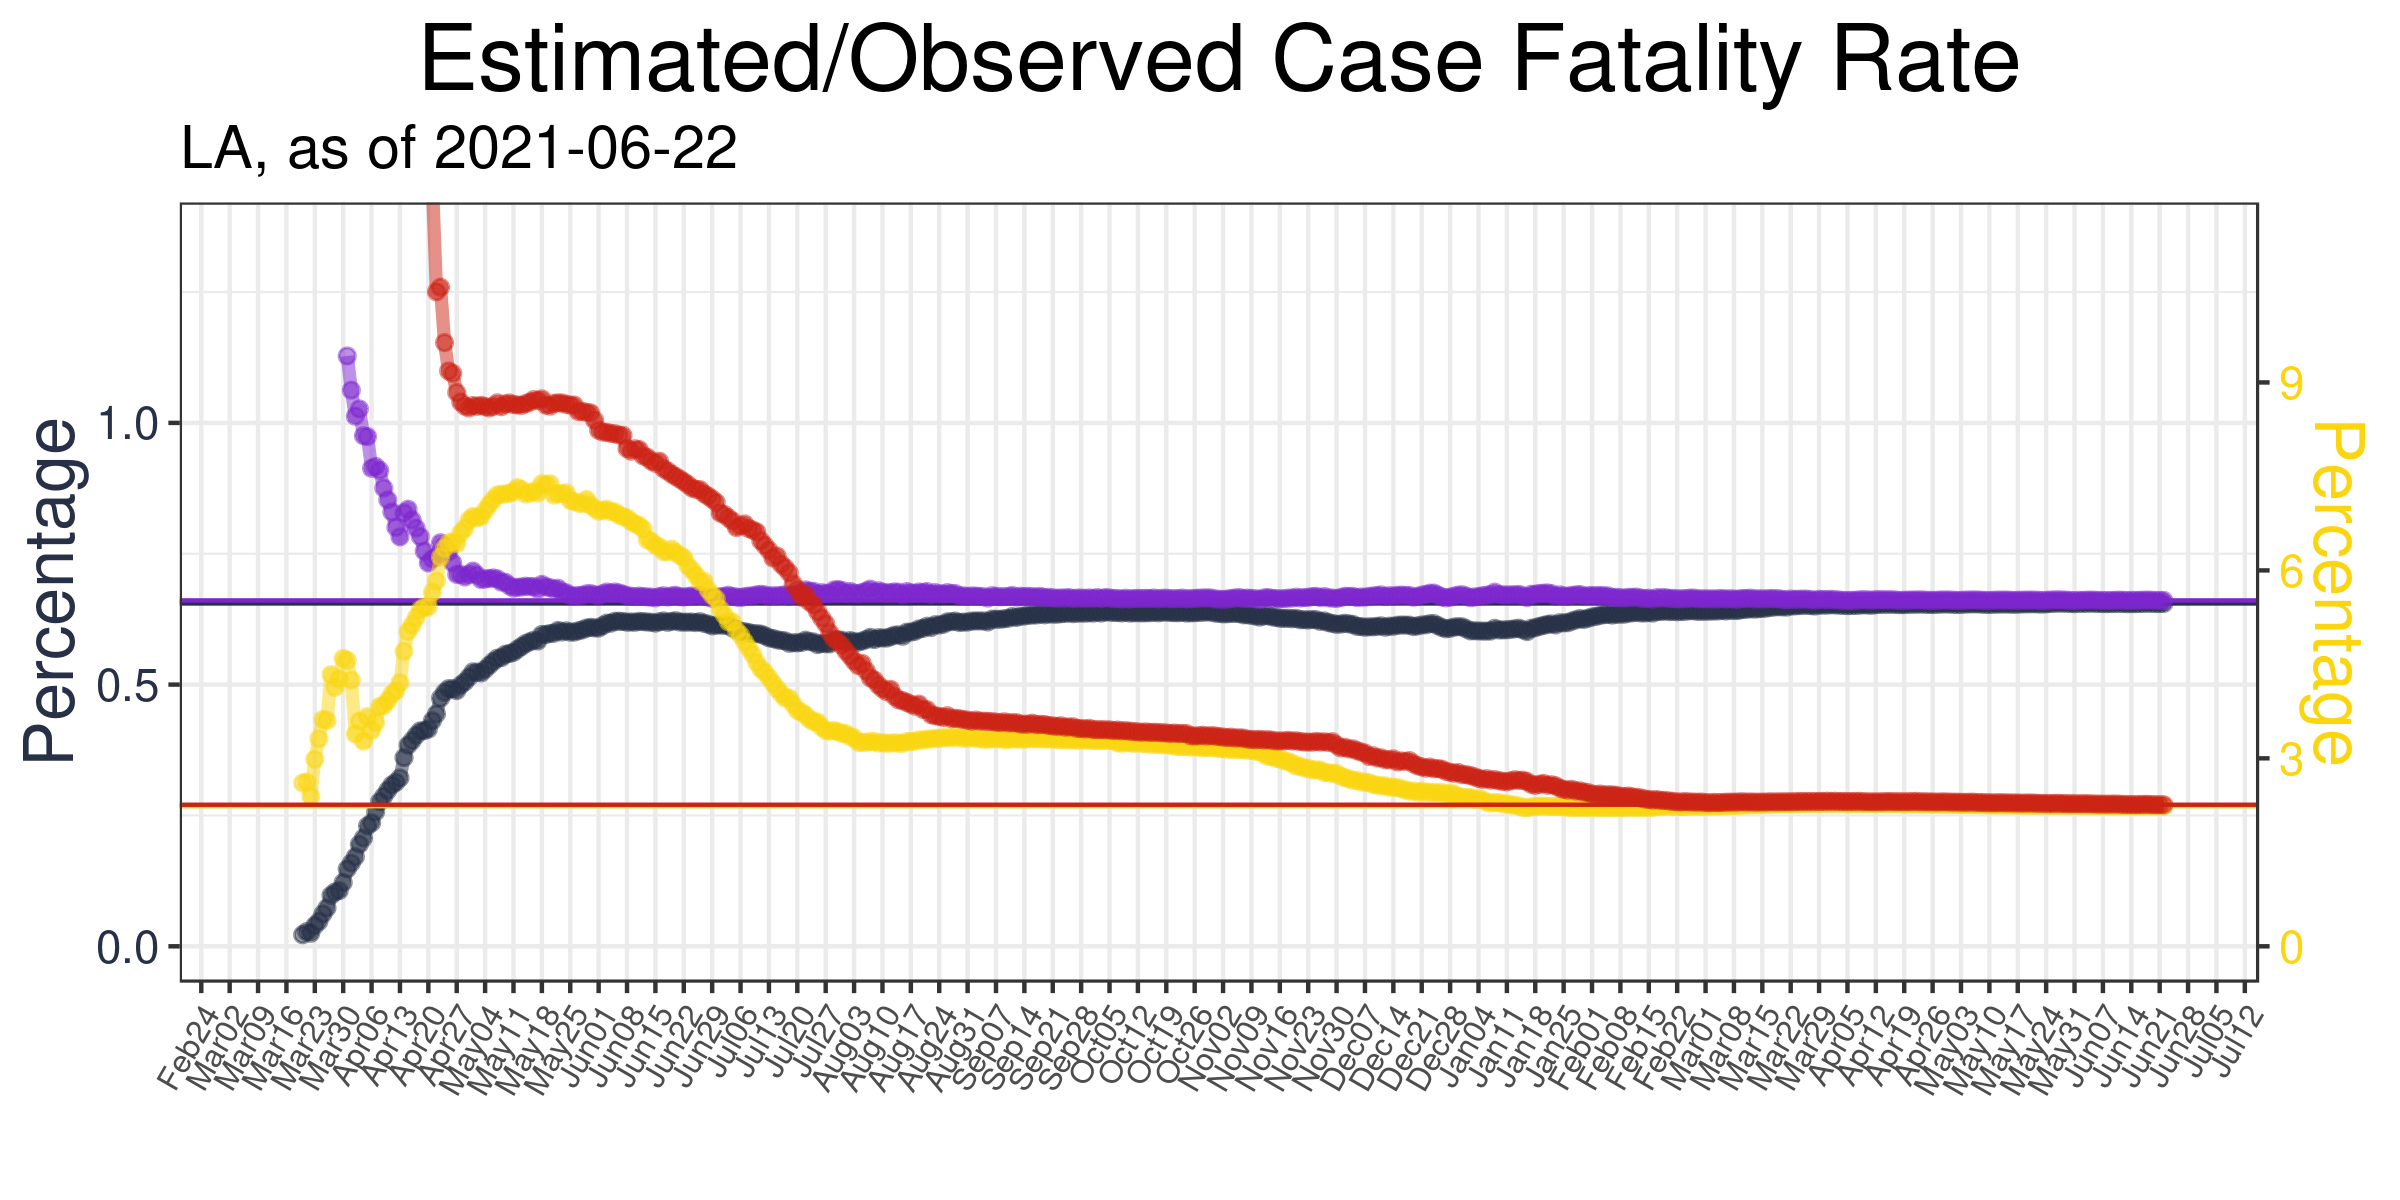 Estimated/Observed Case Fatality Rate
LA, as of 2021-06-22
Percentage
1.0
0.5
0.0
9
6
3
0
Percentage
Feb24
Mar02
Mar09
Mar16
Mar23
Mar30
Apr06
Apr13
Apr20
Apr27
May04
May11
May18
May25
Jun01
Jun08
Jun15
Jun22
Jun29
Jul06
Jul13
Jul20
Jul27
Aug03
Aug10
Aug17
Aug24
Aug31
Sep07
Sep14
Sep21
Sep28
Oct05
Oct12
Oct19
Oct26
Nov02
Nov09
Nov16
Nov23
Nov30
Dec07
Dec14
Dec21
Dec28
Jan04
Jan11
Jan18
Jan25
Feb01
Feb08
Feb15
Feb22
Mar01
Mar08
Mar15
Mar22
Mar29
Apr05
Apr12
Apr19
Apr26
May03
May10
May17
May24
May31
Jun07
Jun14
Jun21
Jun28
Jul05
Jul12